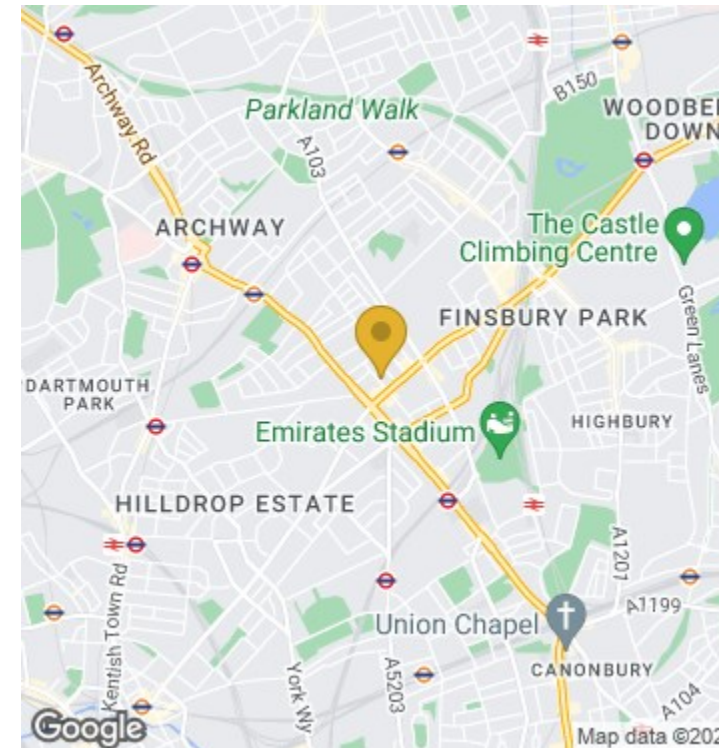 Archway Rd
Parkland Walk
A103
B150
WOODBE
DOWN
ARCHWAY
The Castle
Climbing Centre
FINSBURY PARK
Green Lanes
DARTMOUTH
PARK
Emirates Stadium
HIGHBURY
HILLDROP ESTATE
A1201
Kentish Town Rd
A1199
Union Chapel
CANONBURY
York Wy
A5203
A104
Google
Map data ©202